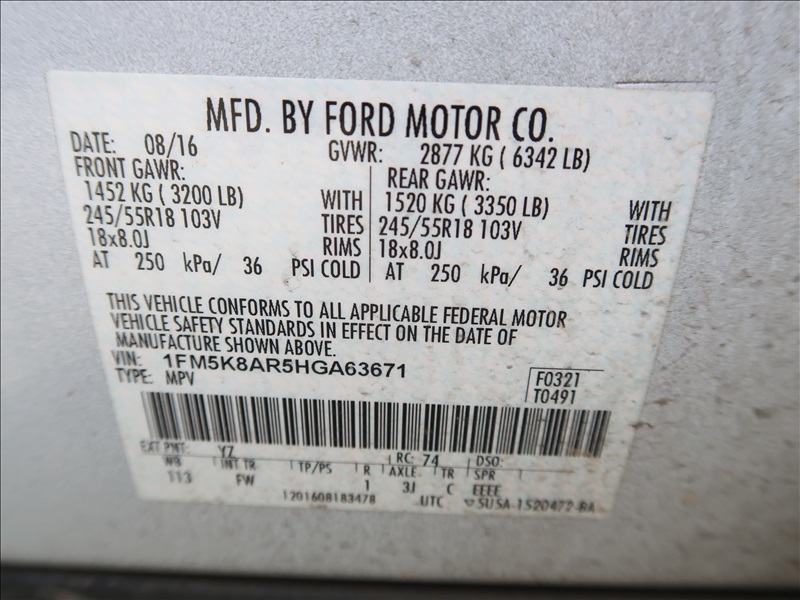 MFD. BY FORD MOTOR CO.
DATE: 08/16 GVWR: 2877 KG ( 6342 LB)
FRONT GAWR: REAR GAWR:
1452 KG ( 3200 LB) WITH 1520 KG ( 3350 LB) WITH
245/55R18 103V TIRES 245/55R18 103V TIRES
18x8.0J RIMS 18x8.0J RIMS
AT 250 kPa/ 36 PSI COLD AT 250 kPa/ 36 PSI COLD
THIS VEHICLE CONFORMS TO ALL APPLICABLE FEDERAL MOTOR
VEHICLE SAFETY STANDARDS IN EFFECT ON THE DATE OF
MANUFACTURE SHOWN ABOVE.
VIN: 1FM5K8AR5HGA63671
TYPE: MPV
F0321
T0491
EXT PNT: YZ RC: 74 DSO:
WB INT TR TP/PS R AXLE TR SPR
113 FW 1 3J C EEEE
1201608183478 UTC ▽SU5A-1520472-BA